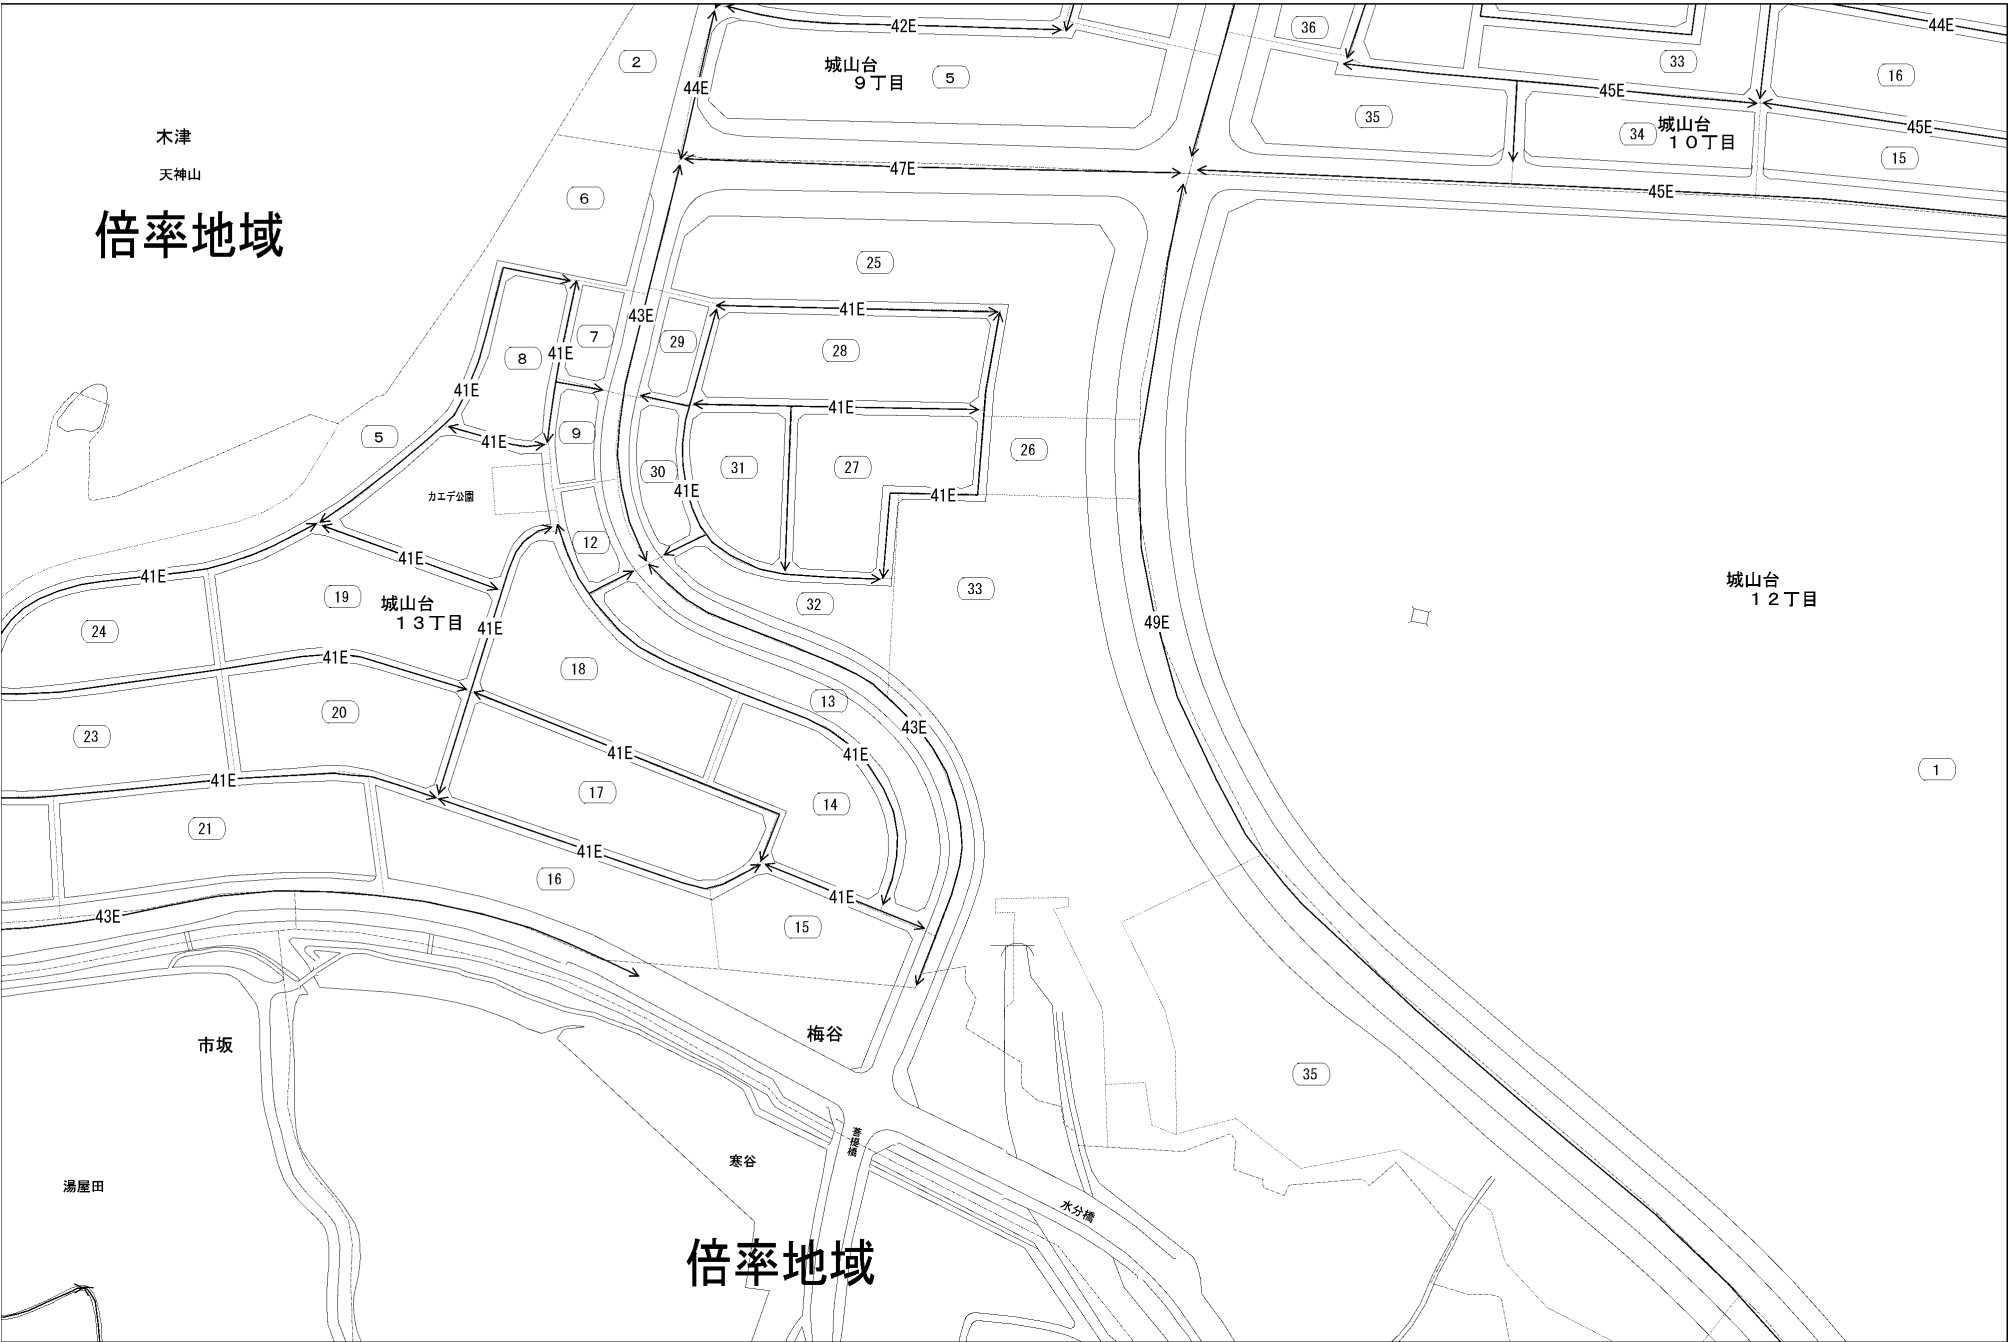 42E
36
44E
2
城山台
９丁目
5
44E
33
16
45E
35
34
城山台
１０丁目
45E
15
木津
天神山
倍率地域
47E
45E
6
25
43E
41E
7
29
28
8
41E
41E
41E
5
41E
9
26
30
31
27
41E
41E
カエデ公園
12
41E
41E
33
32
19
城山台
１３丁目
24
41E
49E
城山台
１２丁目
41E
18
13
20
23
43E
41E
41E
41E
17
14
1
21
41E
16
41E
43E
15
梅谷
市坂
35
菩提橋
寒谷
湯屋田
水分橋
倍率地域